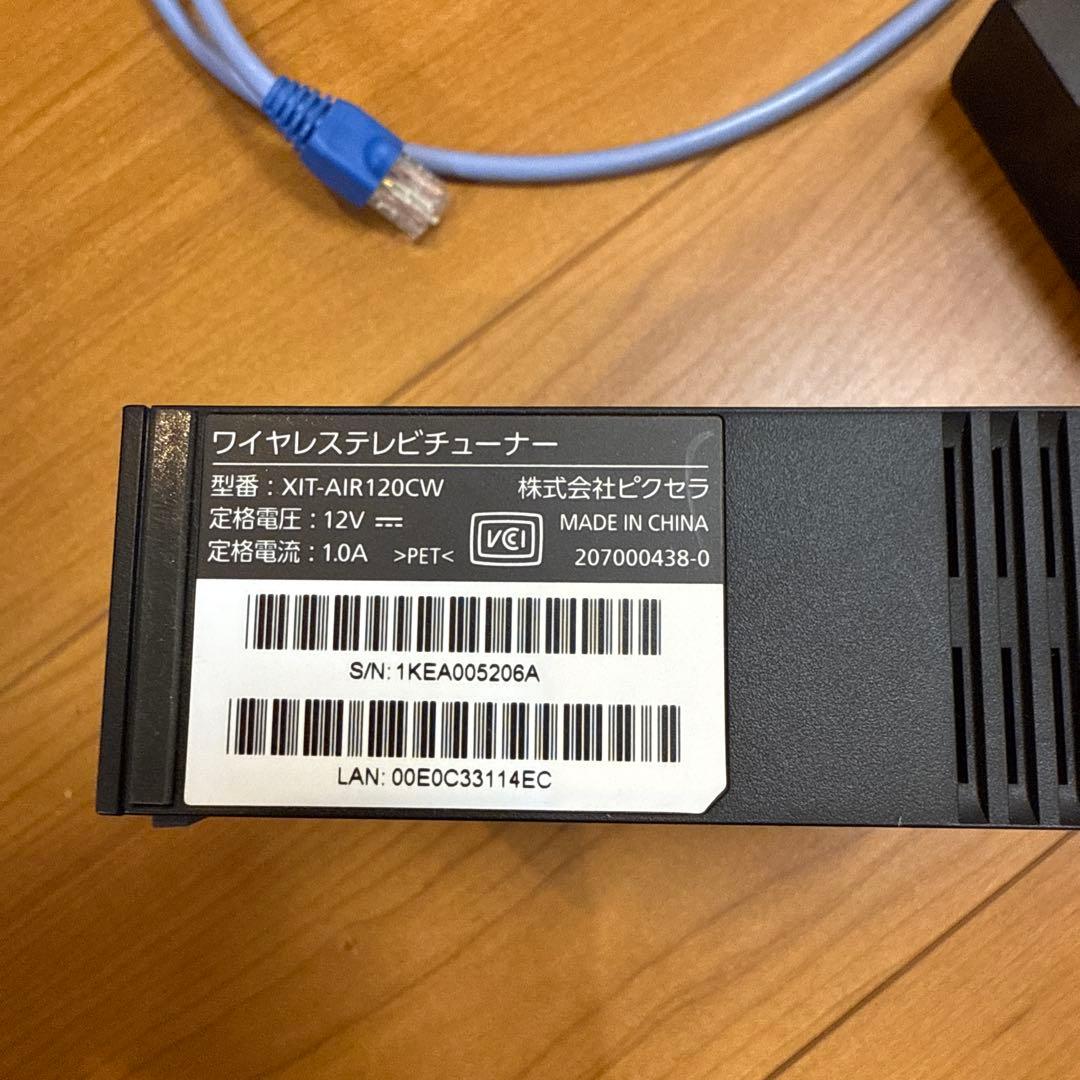 ワイヤレステレビチューナー
型番 : XIT-AIR120CW 株式会社ピクセラ
定格電圧 : 12V MADE IN CHINA
定格電流 : 1.0A >PET< VCI 207000438-0
S/N: 1KEA005206A
LAN: 00E0C33114EC